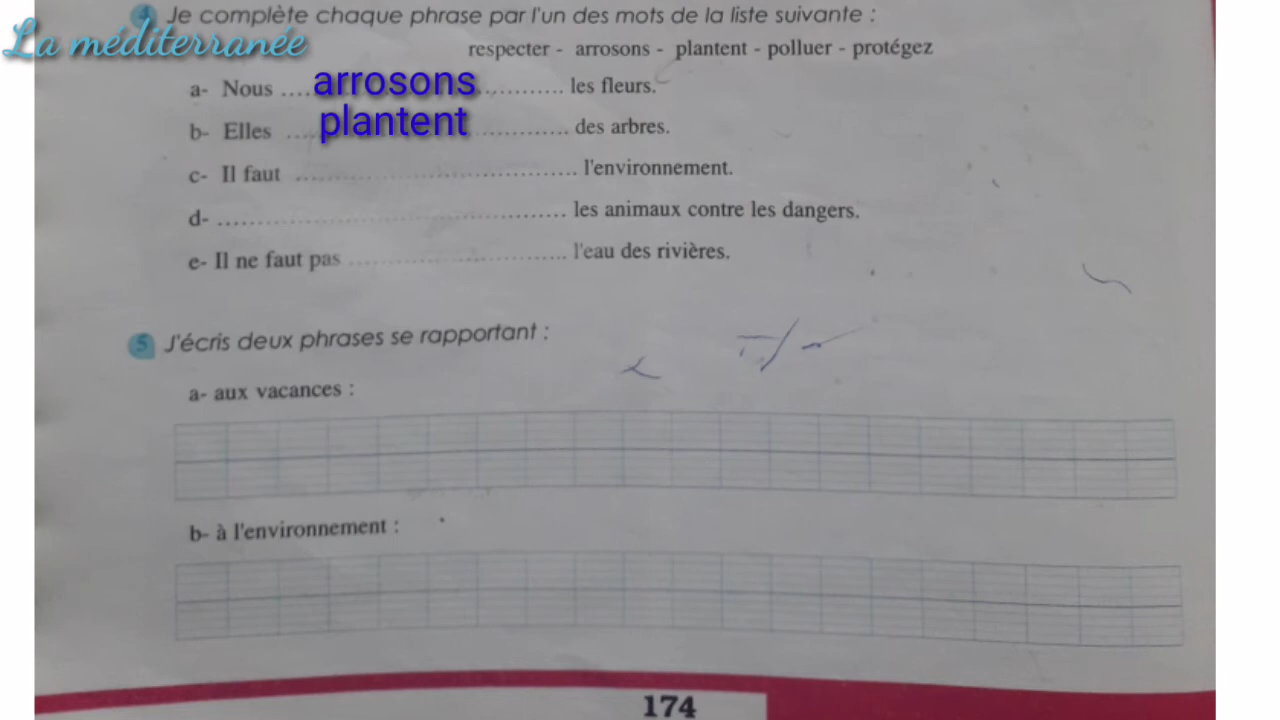 4 Je complète chaque phrase par l'un des mots de la liste suivante :
La méditerranée
respecter - arrosons - plantent - polluer - protégez
a- Nous ....arrosons............ les fleurs.
b- Elles ....plantent............ des arbres.
c- Il faut .................................... l'environnement.
d- .............................................. les animaux contre les dangers.
e- Il ne faut pas ............................ l'eau des rivières.
5 J'écris deux phrases se rapportant :
a- aux vacances :
b- à l'environnement :
174